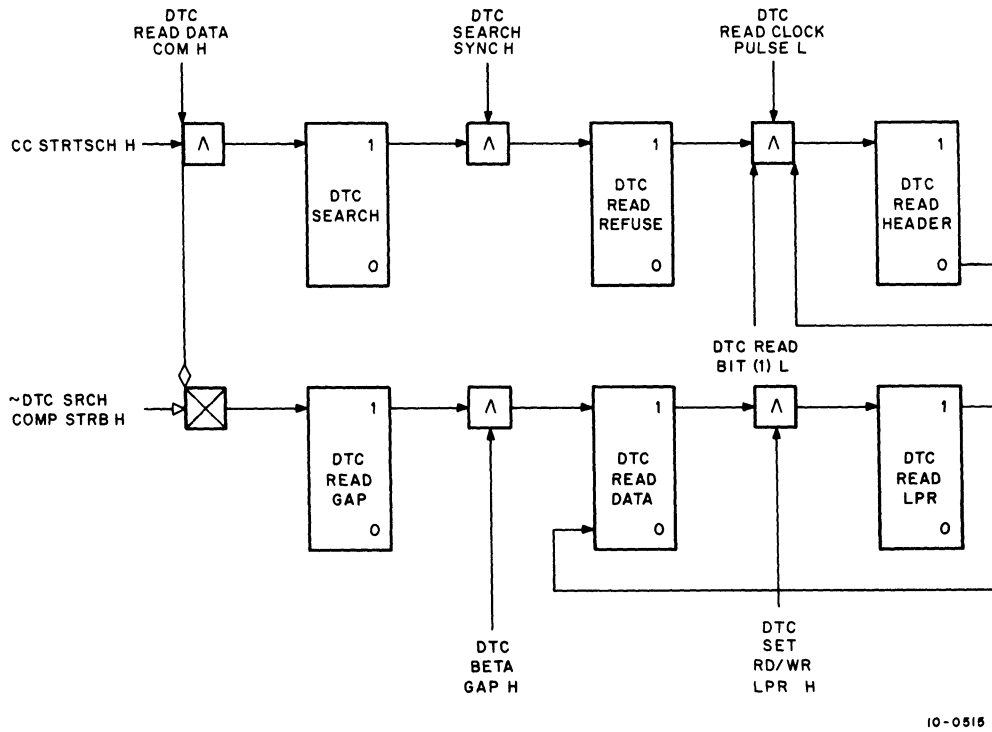 DTC
READ DATA
COM H
DTC
SEARCH
SYNC H
DTC
READ CLOCK
PULSE L
CC STRTSCH H
Λ
1
DTC
SEARCH
0
Λ
1
DTC
READ
REFUSE
0
Λ
1
DTC
READ
HEADER
0
DTC READ
BIT (1) L
~DTC SRCH
COMP STRB H
1
DTC
READ
GAP
0
Λ
1
DTC
READ
DATA
0
Λ
1
DTC
READ
LPR
0
DTC
BETA
GAP H
DTC
SET
RD/WR
LPR H
10-0515